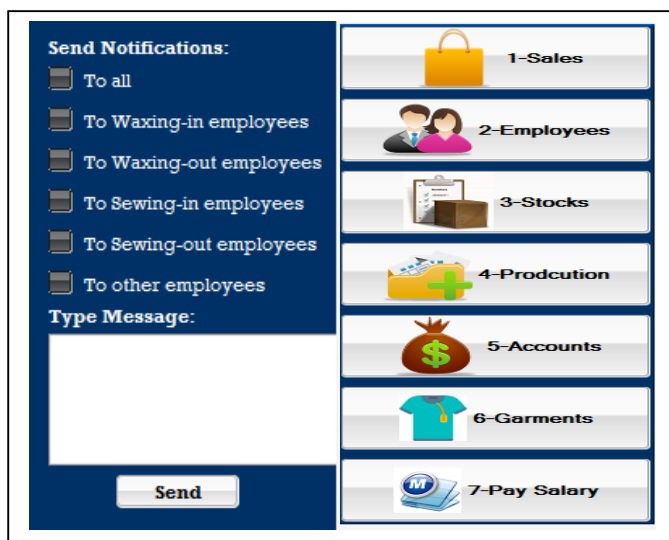 Send Notifications:
To all
To Waxing-in employees
To Waxing-out employees
To Sewing-in employees
To Sewing-out employees
To other employees
Type Message:
Send
1-Sales
2-Employees
3-Stocks
4-Prodcution
5-Accounts
6-Garments
7-Pay Salary